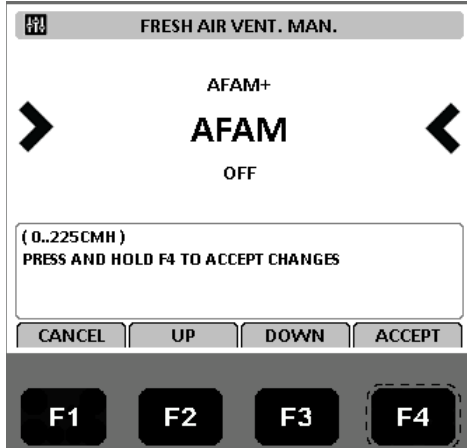 FRESH AIR VENT. MAN.
AFAM+
AFAM
OFF
( 0..225CMH )
PRESS AND HOLD F4 TO ACCEPT CHANGES
CANCEL UP DOWN ACCEPT
F1 F2 F3 F4